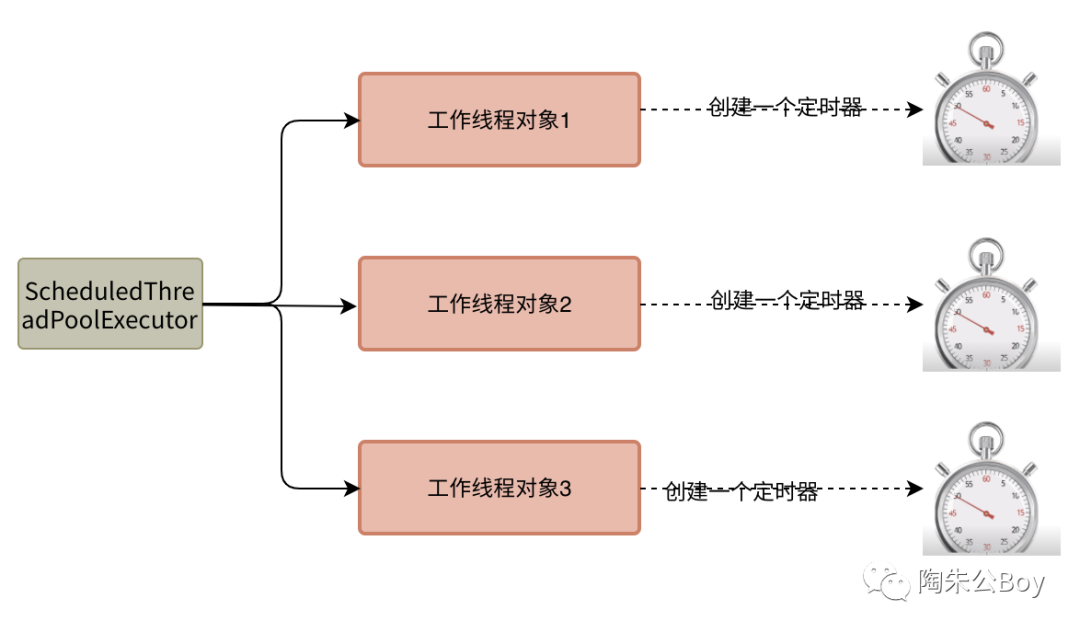 工作线程对象1
创建一个定时器
ScheduledThre
adPoolExecutor
工作线程对象2
创建一个定时器
工作线程对象3
创建一个定时器
陶朱公Boy